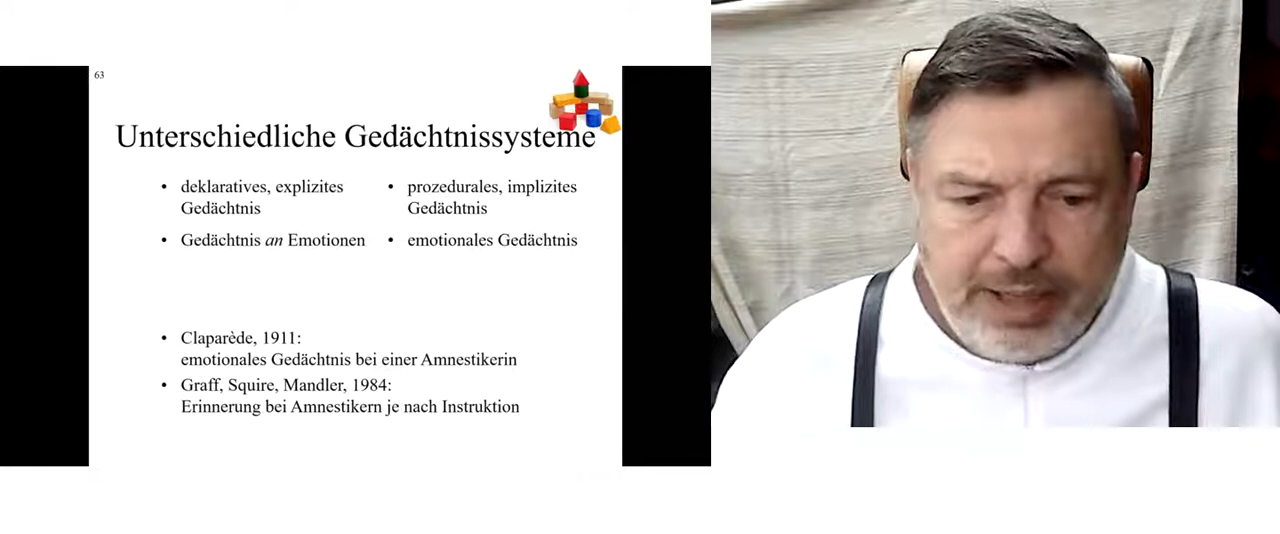 63
Unterschiedliche Gedächtnissysteme
• deklaratives, explizites
Gedächtnis
• Gedächtnis an Emotionen
• prozedurales, implizites
Gedächtnis
• emotionales Gedächtnis
• Claparède, 1911:
emotionales Gedächtnis bei einer Amnestikerin
• Graff, Squire, Mandler, 1984:
Erinnerung bei Amnestikern je nach Instruktion